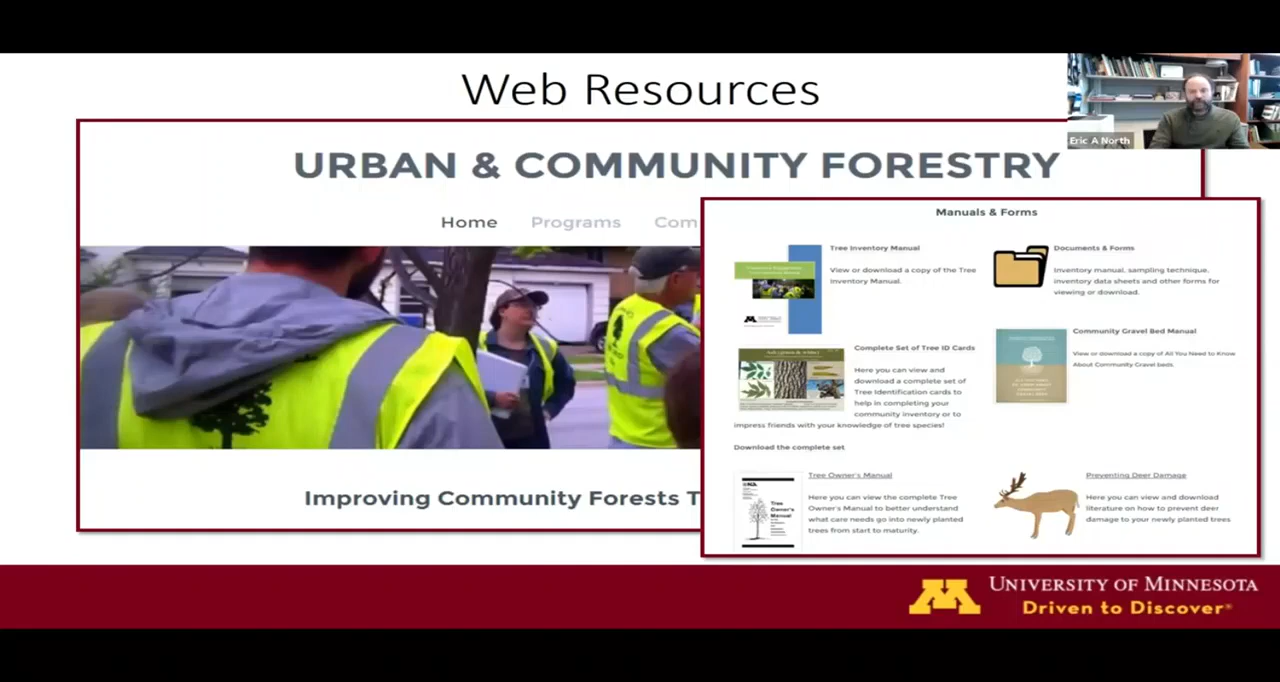 Web Resources
Eric A North
URBAN & COMMUNITY FORESTRY
Home Programs Com
Improving Community Forests T
Manuals & Forms
Tree Inventory Manual
View or download a copy of the Tree
Inventory Manual.
Documents & Forms
Inventory manual, sampling technique,
inventory data sheets and other forms for
viewing or download.
Complete Set of Tree ID Cards
Here you can view and
download a complete set of
Tree Identification cards to
help in completing your
community inventory or to
impress friends with your knowledge of tree species!
Download the complete set
Community Gravel Bed Manual
View or download a copy of All You Need to Know
About Community Gravel beds.
Tree Owner's Manual
Here you can view the complete Tree
Owner's Manual to better understand
what care needs go into newly planted
trees from start to maturity.
Tree
Owner's
Manual
Preventing Deer Damage
Here you can view and download
literature on how to prevent deer
damage to your newly planted trees
UNIVERSITY OF MINNESOTA
Driven to Discover®